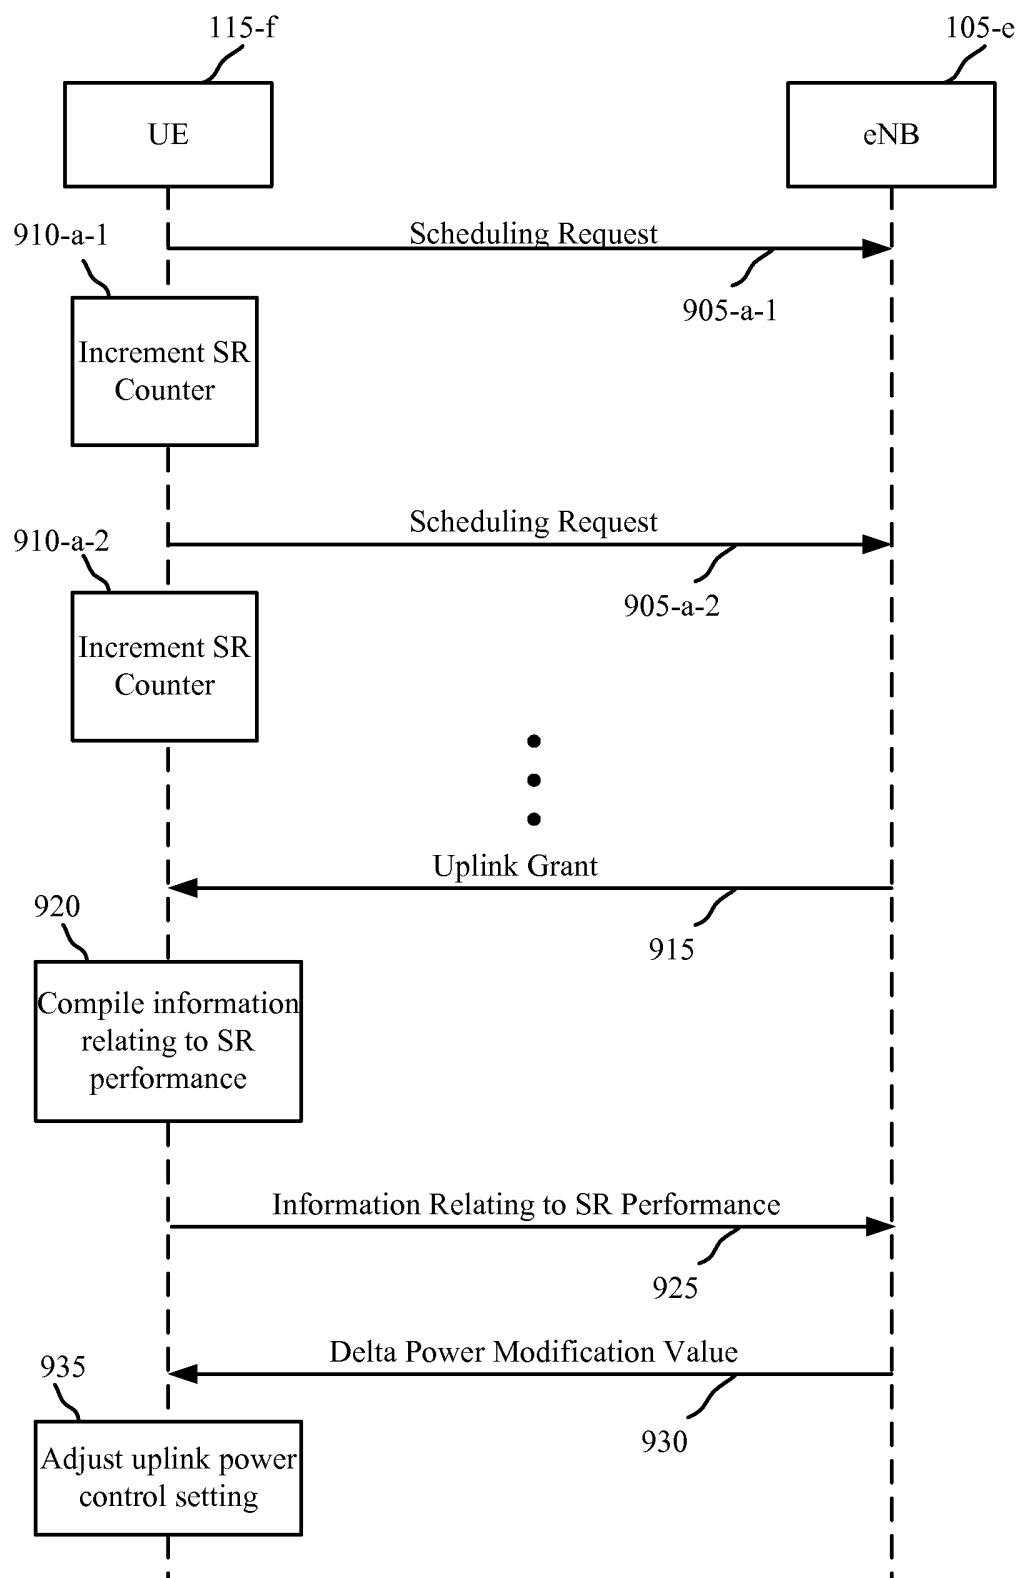 115-f
105-e
UE
eNB
Scheduling Request
910-a-1
905-a-1
Increment SR
Counter
Scheduling Request
910-a-2
905-a-2
Increment SR
Counter
Uplink Grant
920
915
Compile information
relating to SR
performance
Information Relating to SR Performance
925
Delta Power Modification Value
935
930
Adjust uplink power
control setting